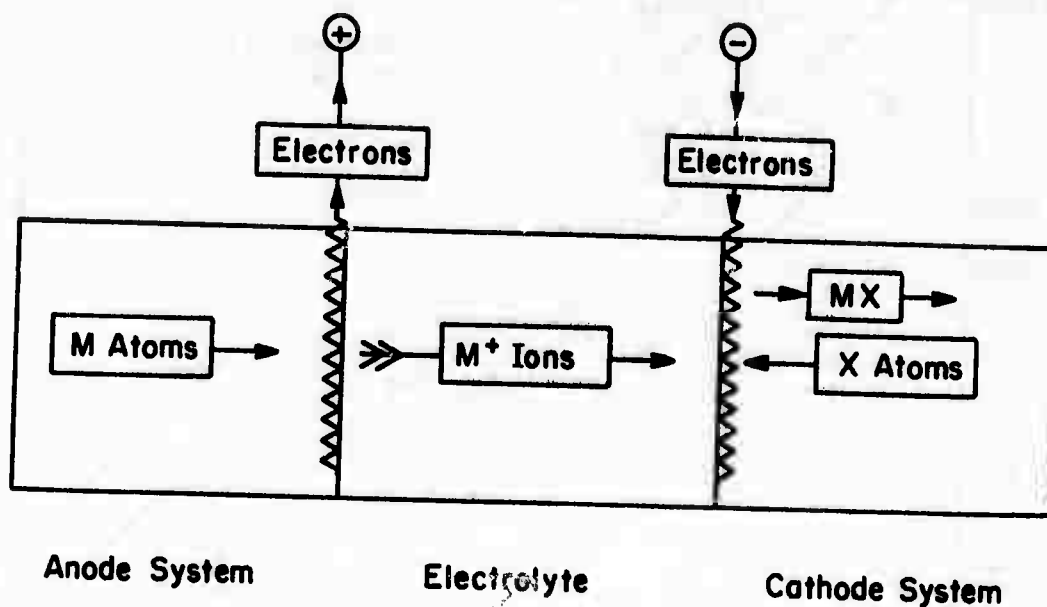 +
−
Electrons
Electrons
M Atoms
M⁺ Ions
MX
X Atoms
Anode System
Electrolyte
Cathode System